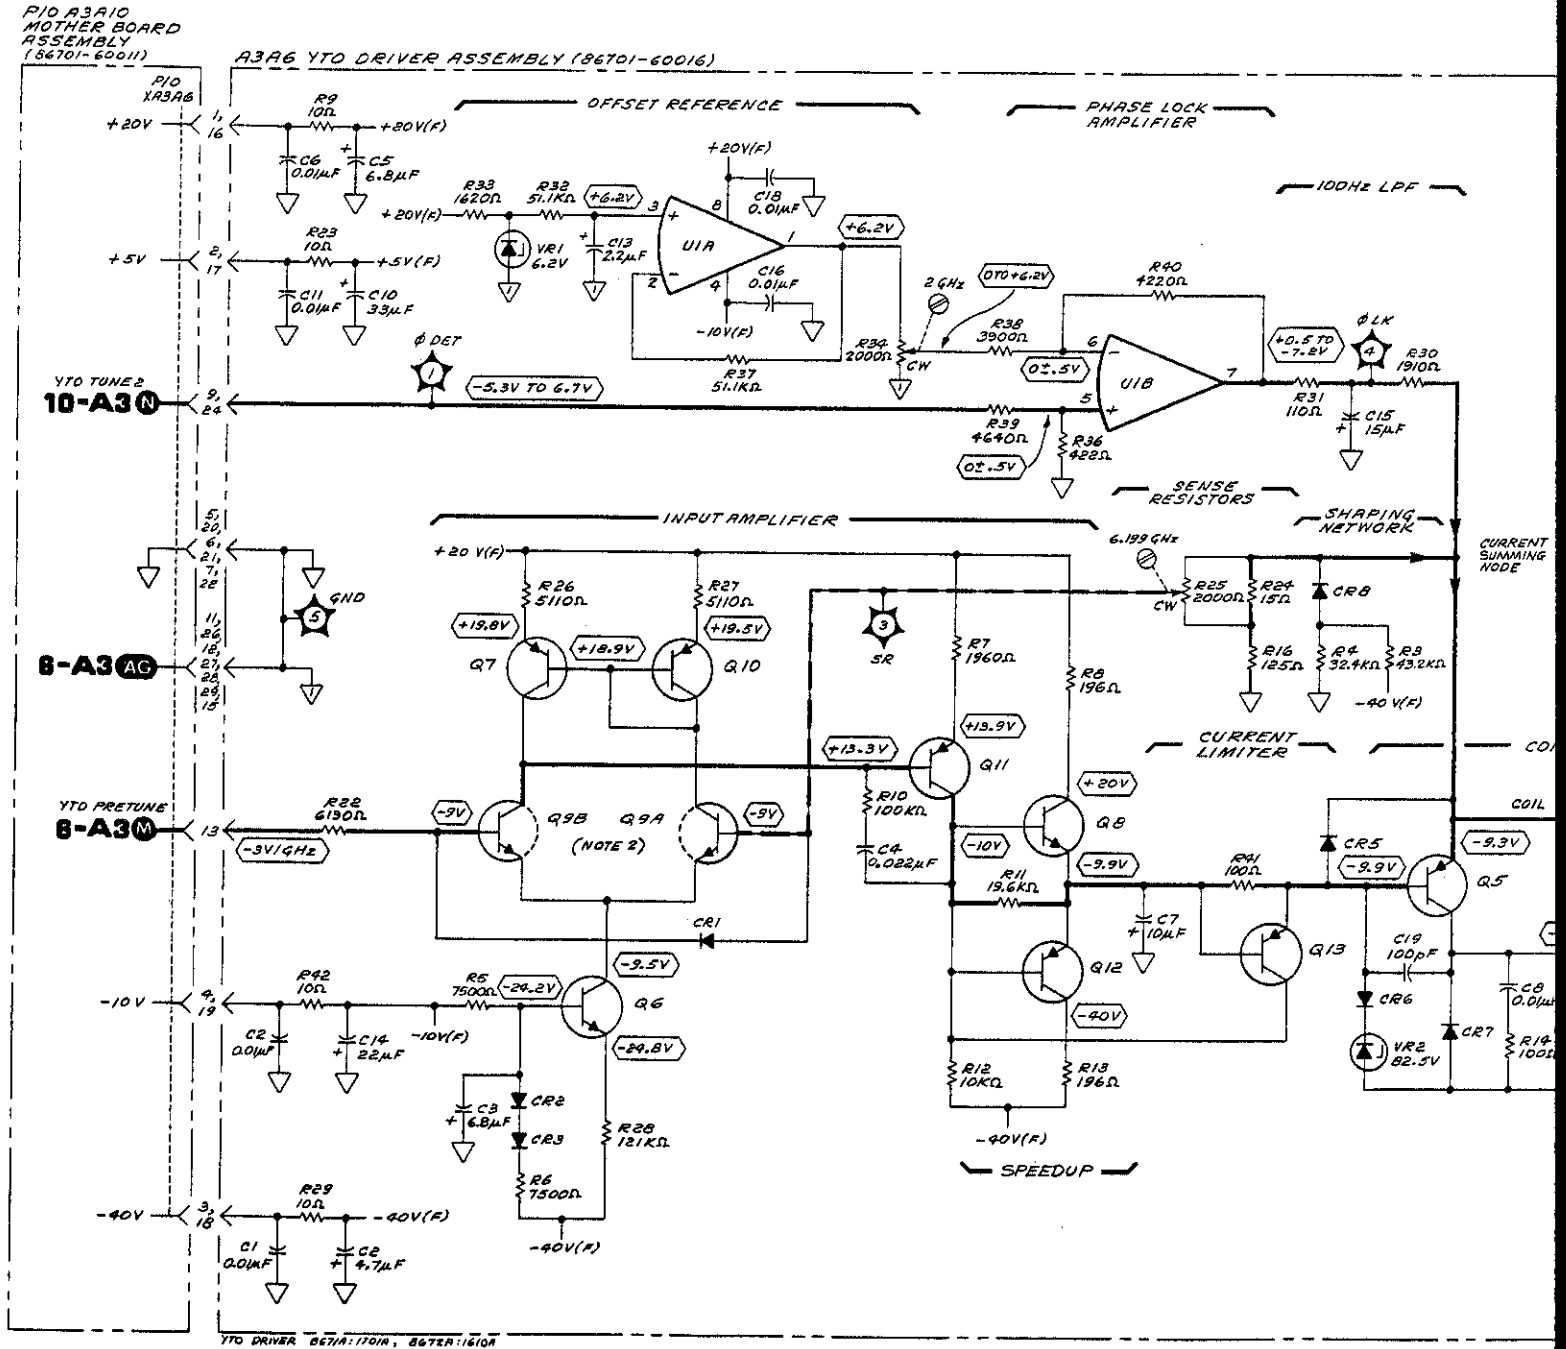 P/O A3A10
MOTHER BOARD
ASSEMBLY
(86701-60011)
A3A6 YTO DRIVER ASSEMBLY (86701-60016)
P/O
XA3A6
+20V
1,
16
R9
10Ω
+20V(F)
C6
0.01μF
+
C5
6.8μF
OFFSET REFERENCE
PHASE LOCK
AMPLIFIER
100Hz LPF
+20V(F)
C18
0.01μF
R33
1620Ω
R32
51.1KΩ
+6.2V
+20V(F)
VR1
6.2V
+
C13
2.2μF
3
+
8
U1A
1
2
-
4
+6.2V
C16
0.01μF
-10V(F)
R37
51.1KΩ
+5V
2,
17
R23
10Ω
+5V(F)
C11
0.01μF
+
C10
33μF
R34
2000Ω
CW
2 GHz
0 TO +6.2V
R38
3900Ω
0±.5V
R40
4220Ω
6
-
U1B
7
5
+
+0.5 TO
-7.2V
Ø LK
4
R30
1910Ω
R31
110Ω
+
C15
15μF
Ø DET
1
-5.3V TO 6.7V
YTO TUNE 2
10-A3 N
9,
24
R39
4640Ω
0±.5V
R36
422Ω
SENSE
RESISTORS
SHAPING
NETWORK
CURRENT
SUMMING
NODE
5,
20,
6,
21,
7,
22
5
GND
11,
26,
18,
27,
28,
29,
15
6-A3 AG
INPUT AMPLIFIER
+20 V(F)
R26
5110Ω
R27
5110Ω
+19.8V
+18.9V
+19.5V
Q7
Q10
6.199 GHz
R25
2000Ω
CW
R24
15Ω
CR8
R16
125Ω
R4
32.4KΩ
R3
43.2KΩ
-40V(F)
3
SR
R7
1960Ω
R8
196Ω
CURRENT
LIMITER
COI
+13.3V
+13.9V
Q11
+20V
Q8
R10
100KΩ
C4
0.022μF
-10V
-9.9V
R11
19.6KΩ
YTO PRETUNE
6-A3 M
13
R22
6190Ω
-3V/GHz
-9V
Q9B
Q9A
(NOTE 2)
-9V
CR1
COIL
CR5
-9.9V
-9.3V
Q5
R41
100Ω
+
C7
10μF
Q13
C19
100pF
CR6
CR7
VR2
82.5V
C8
0.01μ
R14
100Ω
Q12
-40V
R12
10KΩ
R13
196Ω
-40V(F)
SPEEDUP
-10V
4,
19
R42
10Ω
C2
0.01μF
+
C14
22μF
-10V(F)
R5
7500Ω
-24.2V
-9.5V
Q6
-24.8V
+
C3
6.8μF
CR2
CR3
R6
7500Ω
R28
121KΩ
-40V(F)
-40V
3,
18
R29
10Ω
-40V(F)
C1
0.01μF
+
C2
4.7μF
YTO DRIVER 8671A:1701A, 8672A:1610A